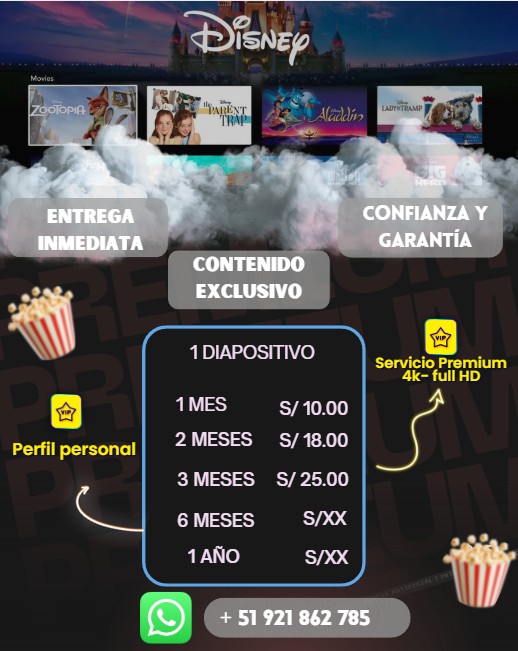 Disney
Movies
ZOOTOPIA
the PARENT TRAP
Aladdin
LADY and the TRAMP
ENTREGA
INMEDIATA
CONFIANZA Y
GARANTÍA
CONTENIDO
EXCLUSIVO
1 DIAPOSITIVO
VIP
Servicio Premium
4k- full HD
1 MES S/ 10.00
VIP
Perfil personal
2 MESES S/ 18.00
3 MESES S/ 25.00
6 MESES S/XX
1 AÑO S/XX
+ 51 921 862 785
PREMIUM